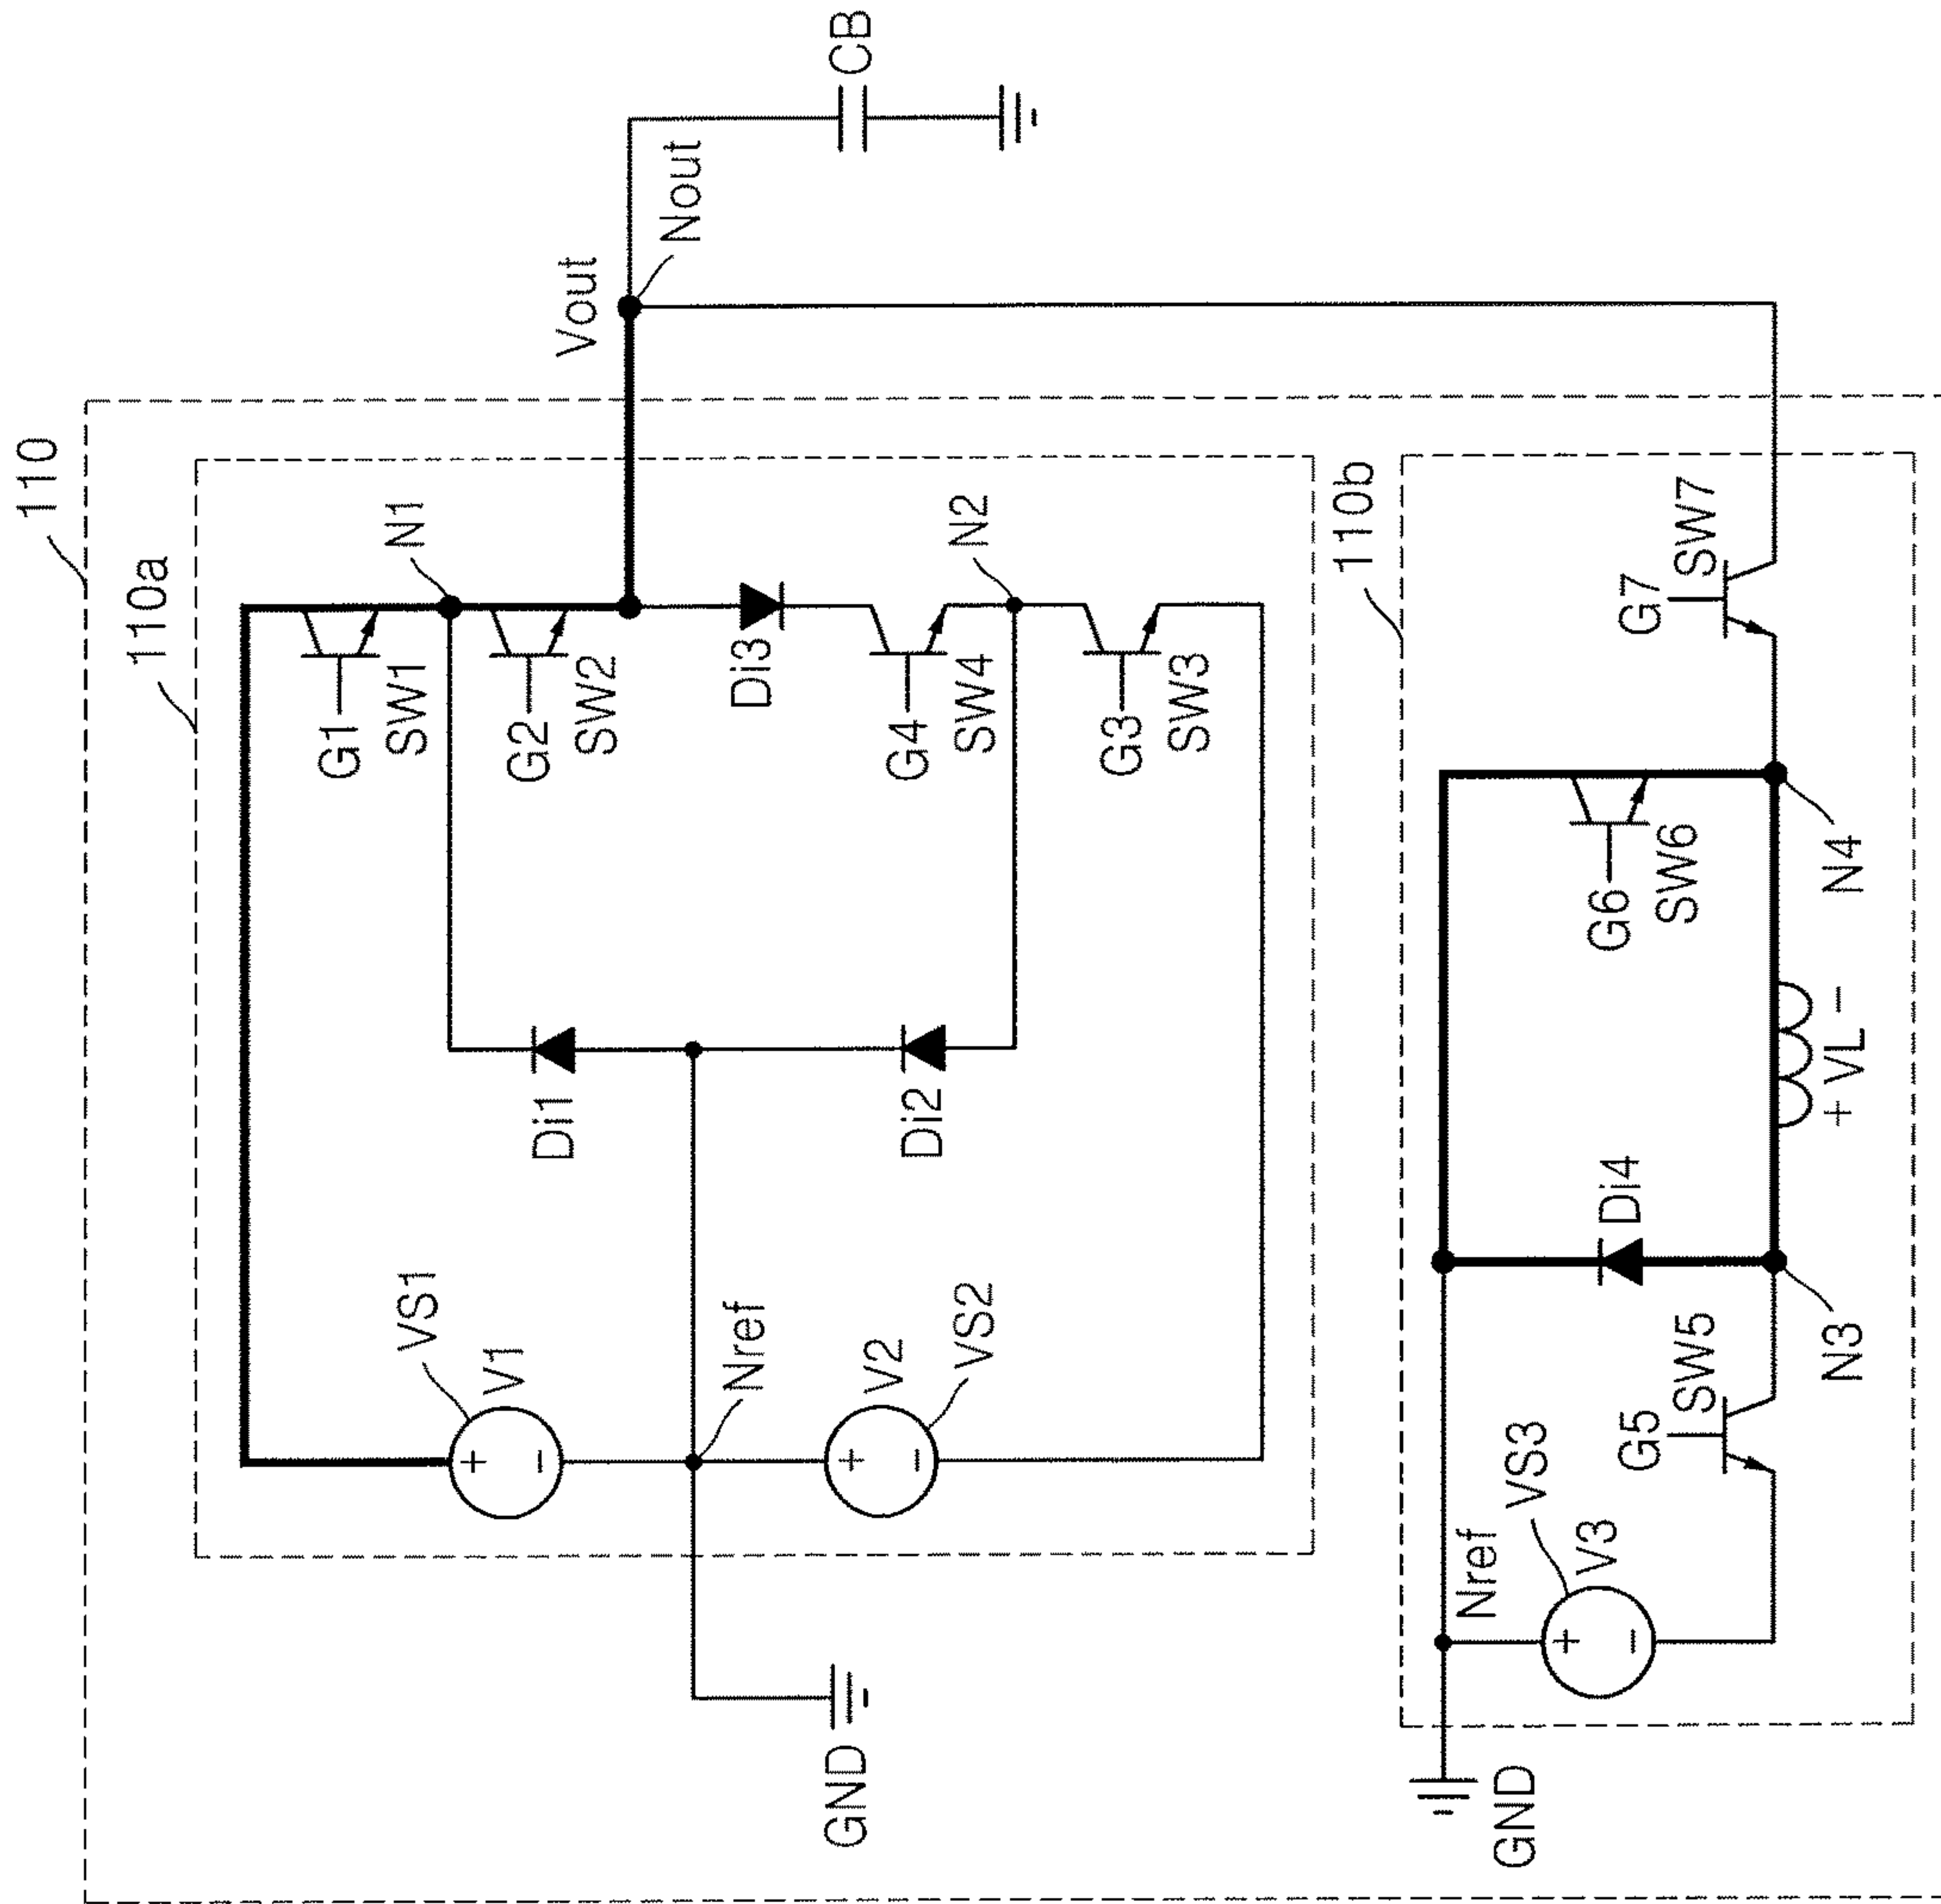 110
110a
VS1
V1
Nref
V2
VS2
GND
Di1
Di2
G1
SW1
N1
G2
SW2
Di3
G4
SW4
N2
G3
SW3
Vout
Nout
CB
110b
Nref
VS3
V3
GND
G5
SW5
N3
Di4
+ VL −
G6
SW6
N4
G7
SW7
+
−
+
−
+
−